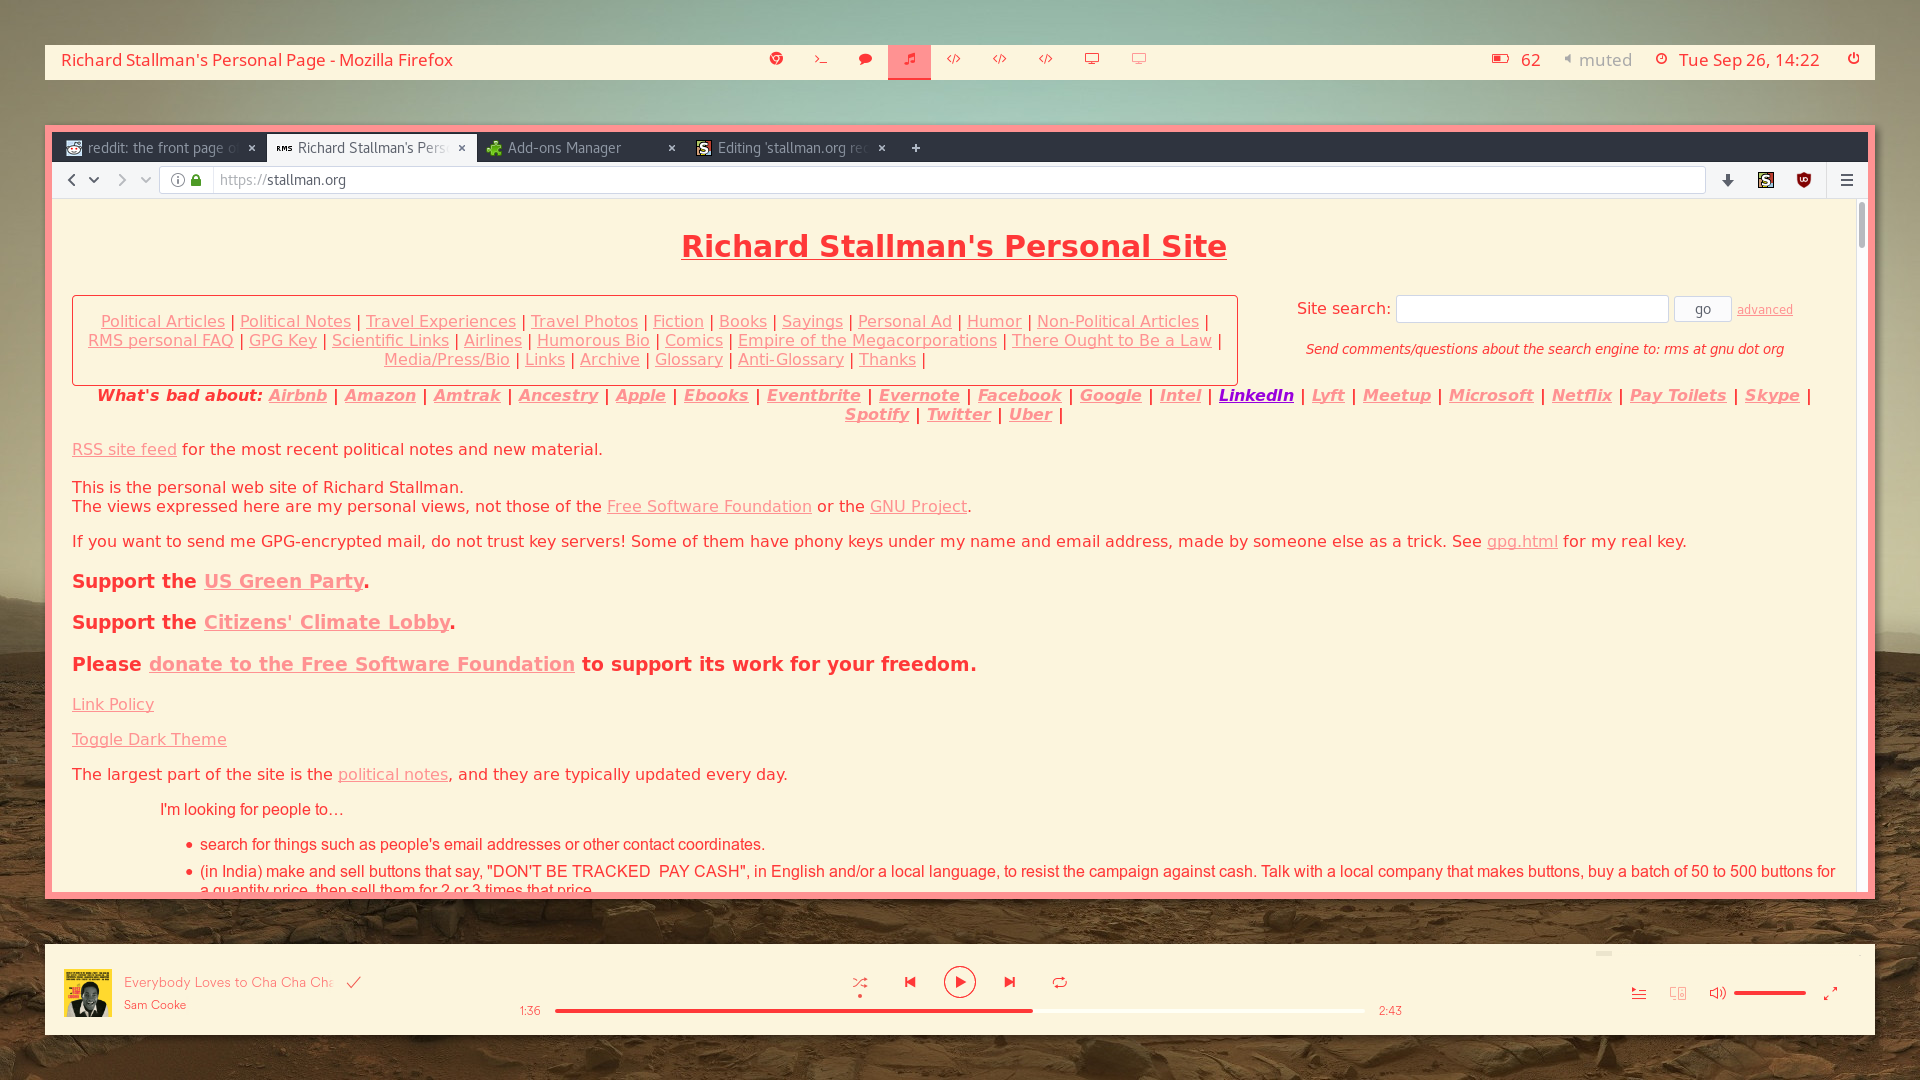 Richard Stallman's Personal Page - Mozilla Firefox
62 muted Tue Sep 26, 14:22
reddit: the front page o
RMS Richard Stallman's Pers
Add-ons Manager
Editing 'stallman.org re
https://stallman.org
Richard Stallman's Personal Site
Political Articles | Political Notes | Travel Experiences | Travel Photos | Fiction | Books | Sayings | Personal Ad | Humor | Non-Political Articles |
RMS personal FAQ | GPG Key | Scientific Links | Airlines | Humorous Bio | Comics | Empire of the Megacorporations | There Ought to Be a Law |
Media/Press/Bio | Links | Archive | Glossary | Anti-Glossary | Thanks |
Site search: go advanced
Send comments/questions about the search engine to: rms at gnu dot org
What's bad about: Airbnb | Amazon | Amtrak | Ancestry | Apple | Ebooks | Eventbrite | Evernote | Facebook | Google | Intel | LinkedIn | Lyft | Meetup | Microsoft | Netflix | Pay Toilets | Skype |
Spotify | Twitter | Uber |
RSS site feed for the most recent political notes and new material.
This is the personal web site of Richard Stallman.
The views expressed here are my personal views, not those of the Free Software Foundation or the GNU Project.
If you want to send me GPG-encrypted mail, do not trust key servers! Some of them have phony keys under my name and email address, made by someone else as a trick. See gpg.html for my real key.
Support the US Green Party.
Support the Citizens' Climate Lobby.
Please donate to the Free Software Foundation to support its work for your freedom.
Link Policy
Toggle Dark Theme
The largest part of the site is the political notes, and they are typically updated every day.
I'm looking for people to…
• search for things such as people's email addresses or other contact coordinates.
• (in India) make and sell buttons that say, "DON'T BE TRACKED  PAY CASH", in English and/or a local language, to resist the campaign against cash. Talk with a local company that makes buttons, buy a batch of 50 to 500 buttons for
a quantity price, then sell them for 2 or 3 times that price
Everybody Loves to Cha Cha Cha
Sam Cooke
1:36
2:43